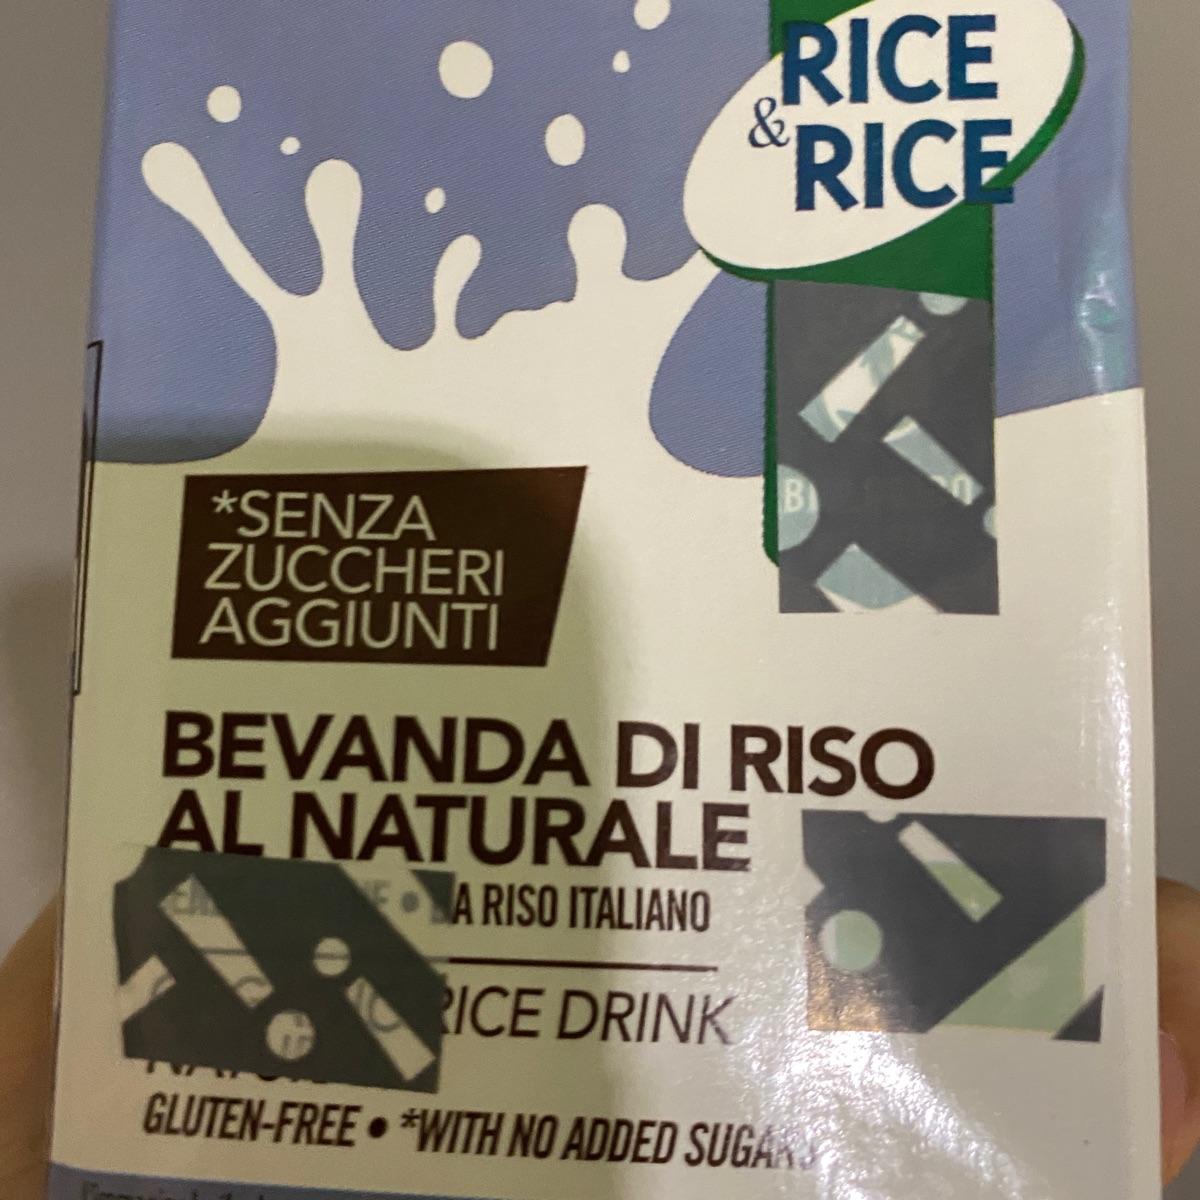 RICE
& RICE
*SENZA
ZUCCHERI
AGGIUNTI
BEVANDA DI RISO
AL NATURALE
A RISO ITALIANO
RICE DRINK
GLUTEN-FREE • *WITH NO ADDED SUGARS